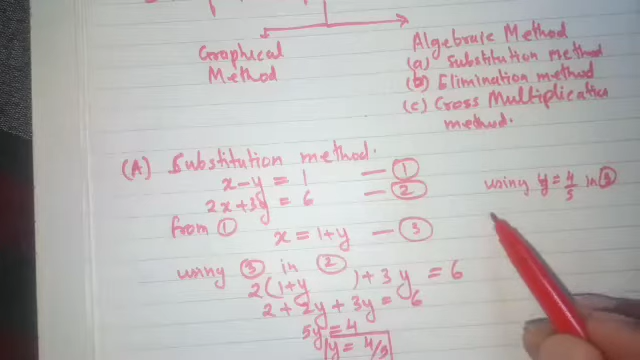 Graphical
Method
Algebraic Method
(a) Substitution method
(b) Elimination method
(c) Cross Multiplication
method.
(A) Substitution method.
x-y = 1 — ①
2x+3y = 6 — ②
from ①
x = 1+y — ③
using ③ in ②
2(1+y ) + 3y = 6
2 + 2y + 3y = 6
5y = 4
y = 4/5
using y = 4/5 in ③